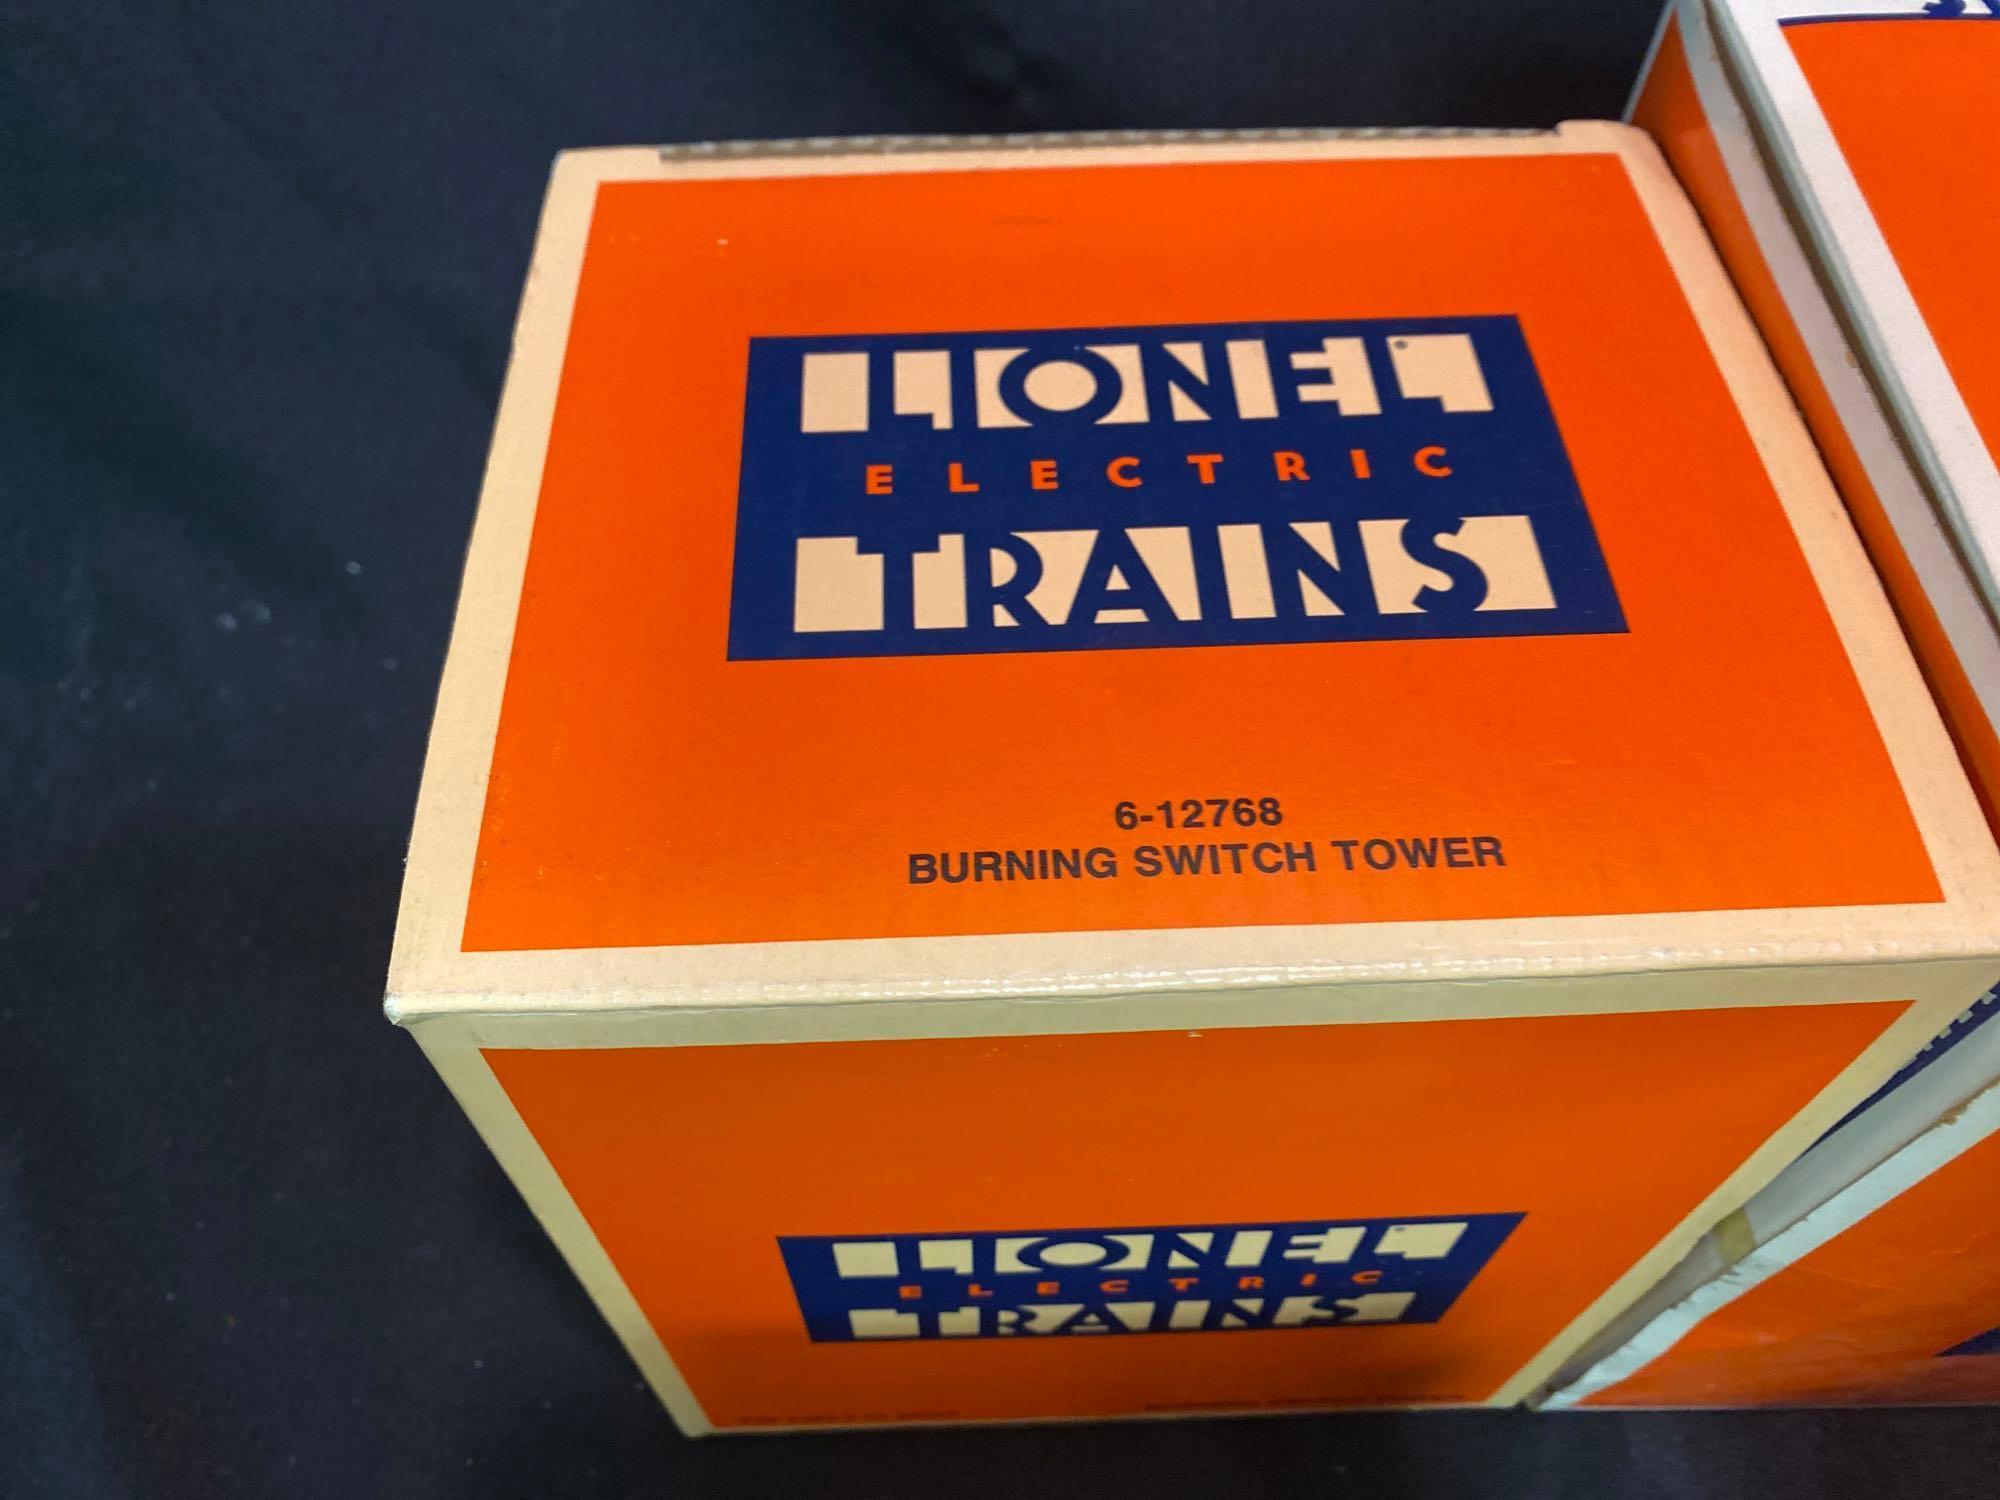 LIONEL®
ELECTRIC
TRAINS
6-12768
BURNING SWITCH TOWER
LIONEL
ELECTRIC
TRAINS